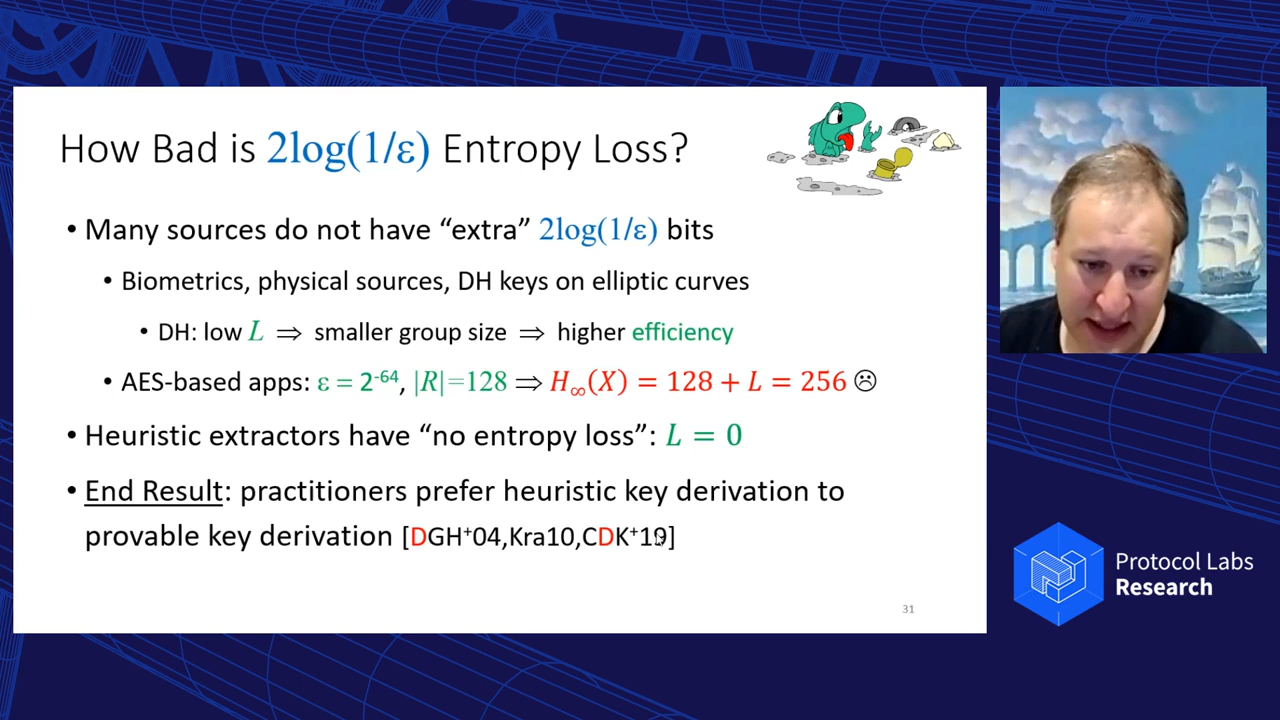 How Bad is 2log(1/ε) Entropy Loss?
• Many sources do not have “extra” 2log(1/ε) bits
• Biometrics, physical sources, DH keys on elliptic curves
• DH: low L ⇒ smaller group size ⇒ higher efficiency
• AES-based apps: ε = 2⁻⁶⁴, |R|=128 ⇒ H∞(X) = 128 + L = 256 ☹
• Heuristic extractors have “no entropy loss”: L = 0
• End Result: practitioners prefer heuristic key derivation to
provable key derivation [DGH⁺04,Kra10,CDK⁺19]
31
Protocol Labs
Research